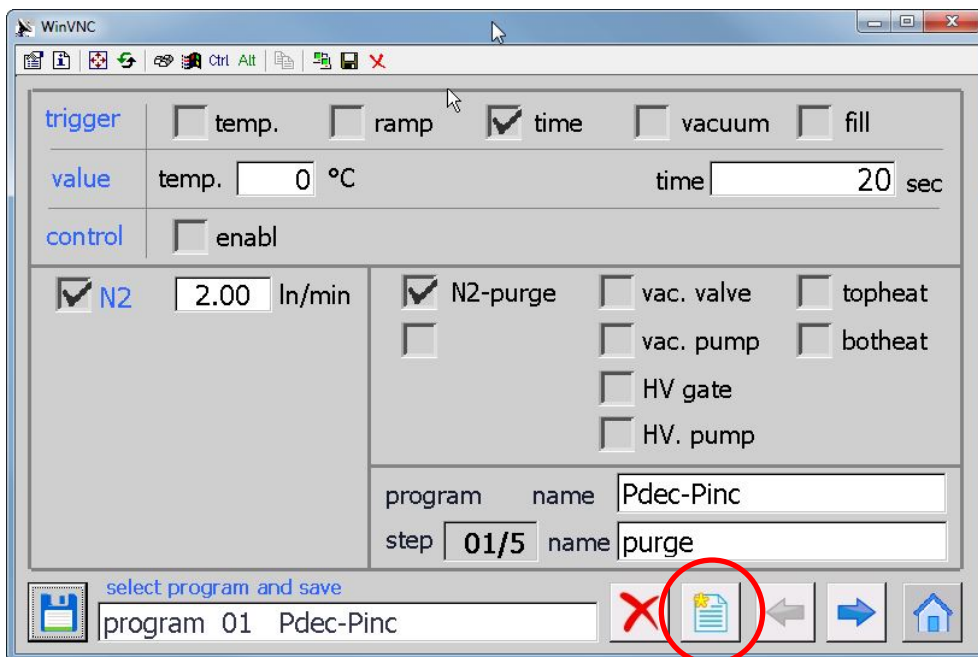 WinVNC
Ctrl Alt
trigger temp. ramp time vacuum fill
value temp. 0 °C time 20 sec
control enabl
N2 2.00 ln/min N2-purge vac. valve topheat
vac. pump botheat
HV gate
HV. pump
program name Pdec-Pinc
step 01/5 name purge
select program and save
program 01 Pdec-Pinc